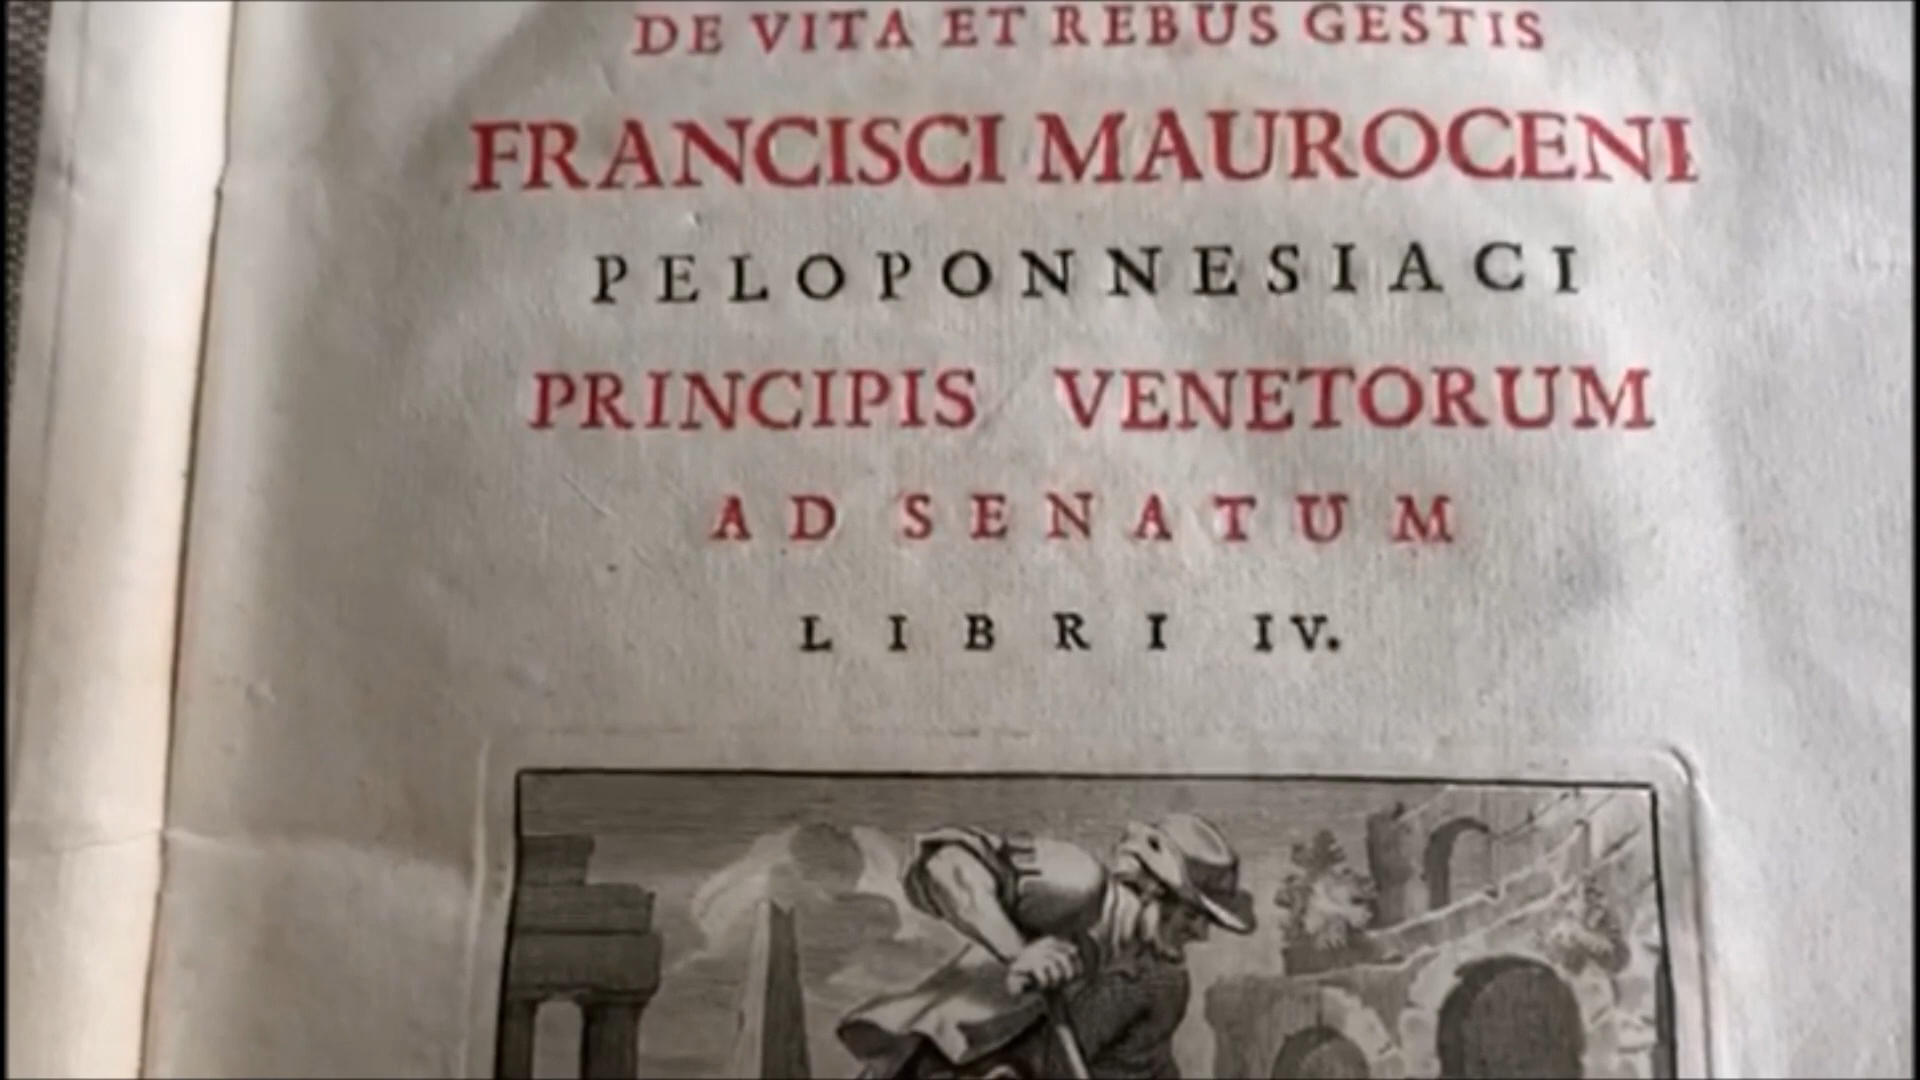 DE VITA ET REBUS GESTIS
FRANCISCI MAUROCENI
PELOPONNESIACI
PRINCIPIS VENETORUM
AD SENATUM
LIBRI IV.